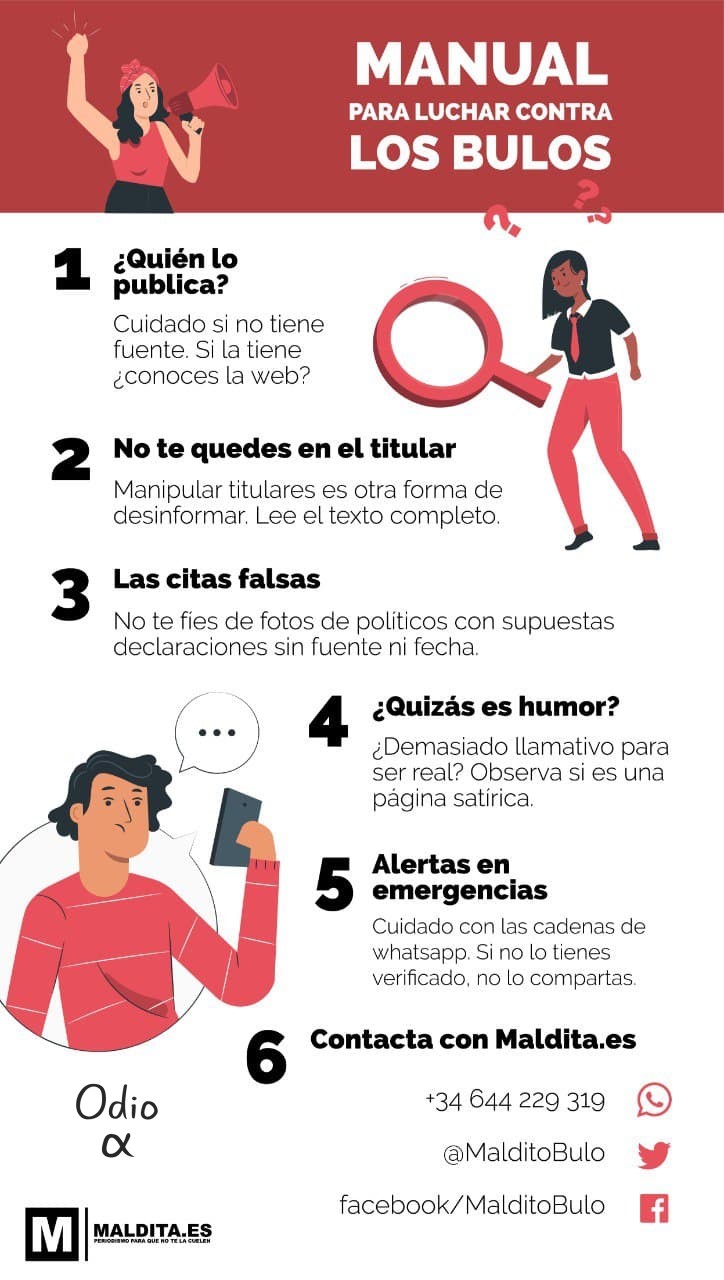 MANUAL
PARA LUCHAR CONTRA
LOS BULOS
1
¿Quién lo
publica?
Cuidado si no tiene
fuente. Si la tiene
¿conoces la web?
2
No te quedes en el titular
Manipular titulares es otra forma de
desinformar. Lee el texto completo.
3
Las citas falsas
No te fíes de fotos de políticos con supuestas
declaraciones sin fuente ni fecha.
4
¿Quizás es humor?
¿Demasiado llamativo para
ser real? Observa si es una
página satírica.
5
Alertas en
emergencias
Cuidado con las cadenas de
whatsapp. Si no lo tienes
verificado, no lo compartas.
6
Contacta con Maldita.es
+34 644 229 319
@MalditoBulo
facebook/MalditoBulo
Odio
α
M
MALDITA.ES
PERIODISMO PARA QUE NO TE LA CUELEN